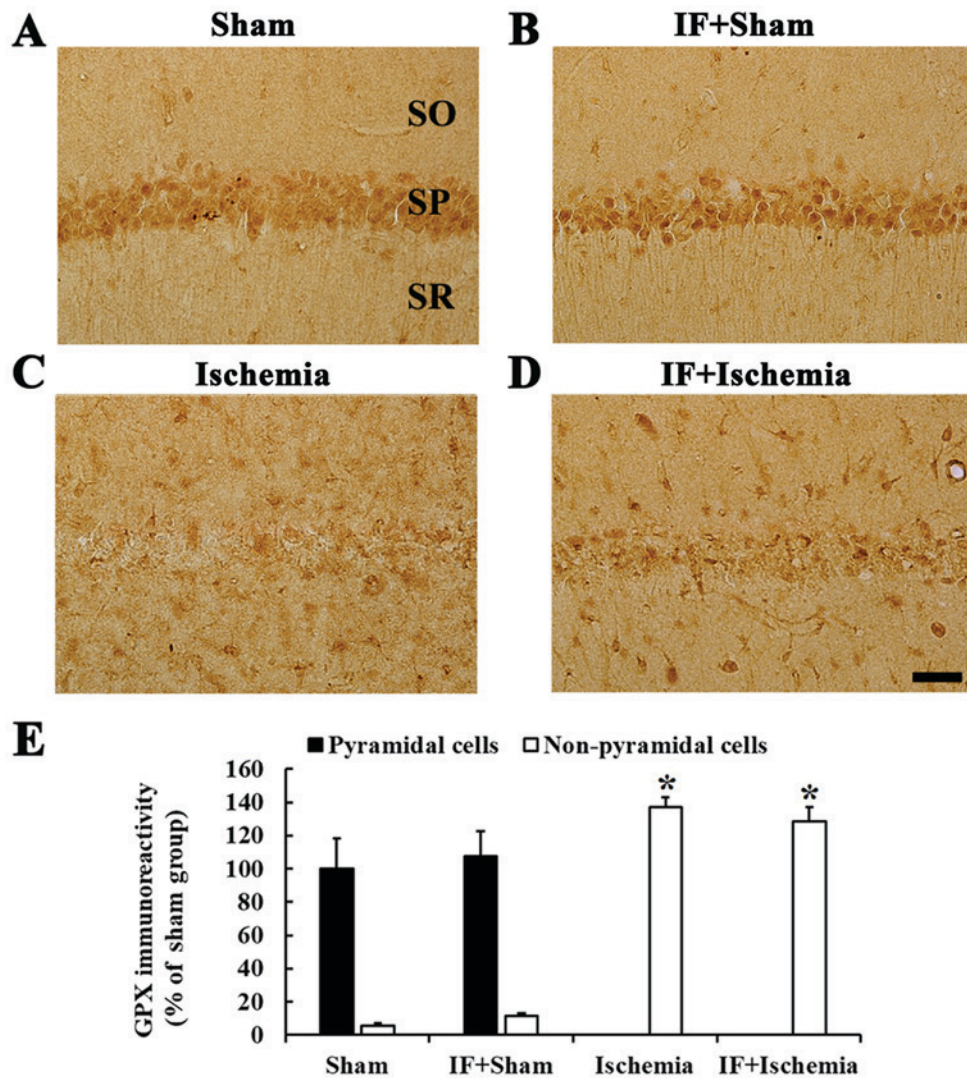 A
Sham
B
IF+Sham
SO
SP
SR
C
Ischemia
D
IF+Ischemia
E
Pyramidal cells
Non-pyramidal cells
GPX immunoreactivity
(% of sham group)
160
140
120
100
80
60
40
20
0
*
*
Sham
IF+Sham
Ischemia
IF+Ischemia